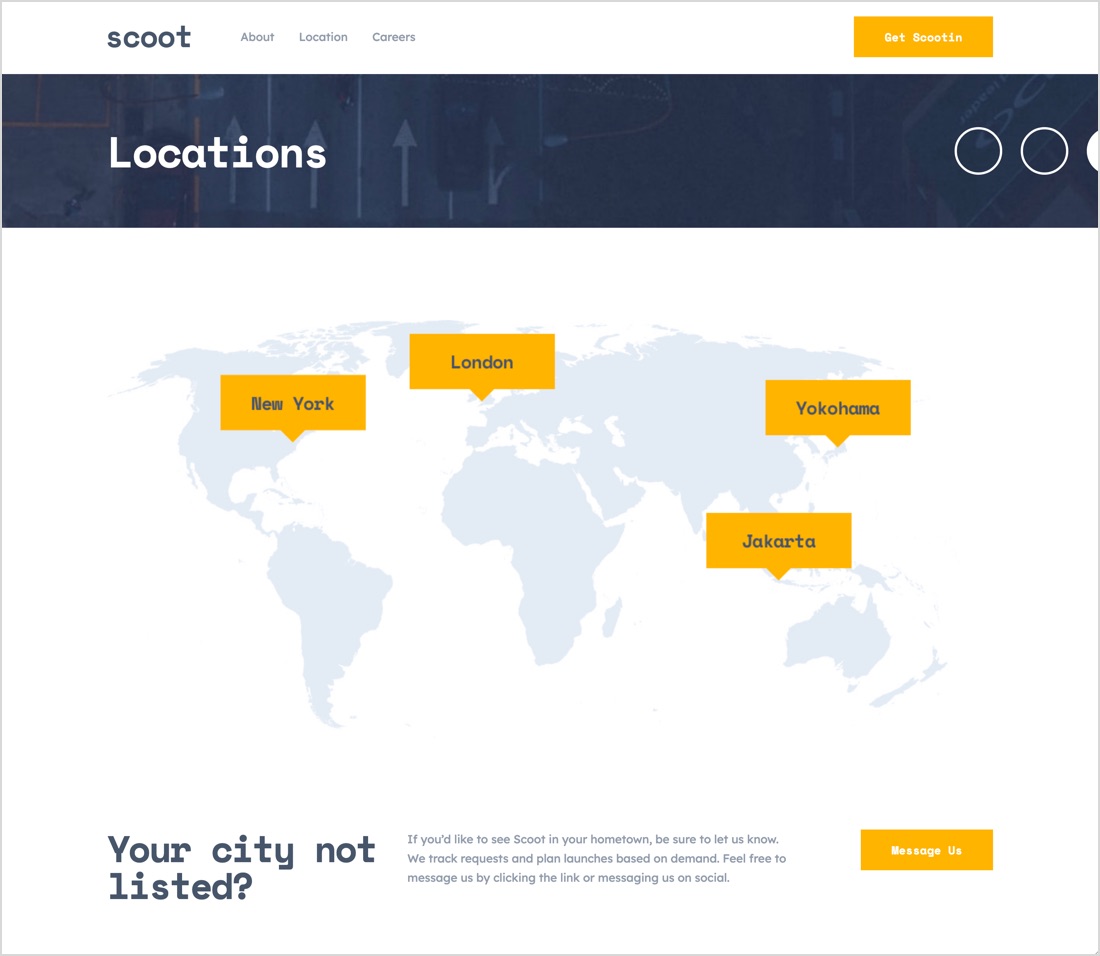 scoot
About
Location
Careers
Get Scootin
Locations
London
New York
Yokohama
Jakarta
Your city not
listed?
If you’d like to see Scoot in your hometown, be sure to let us know.
We track requests and plan launches based on demand. Feel free to
message us by clicking the link or messaging us on social.
Message Us